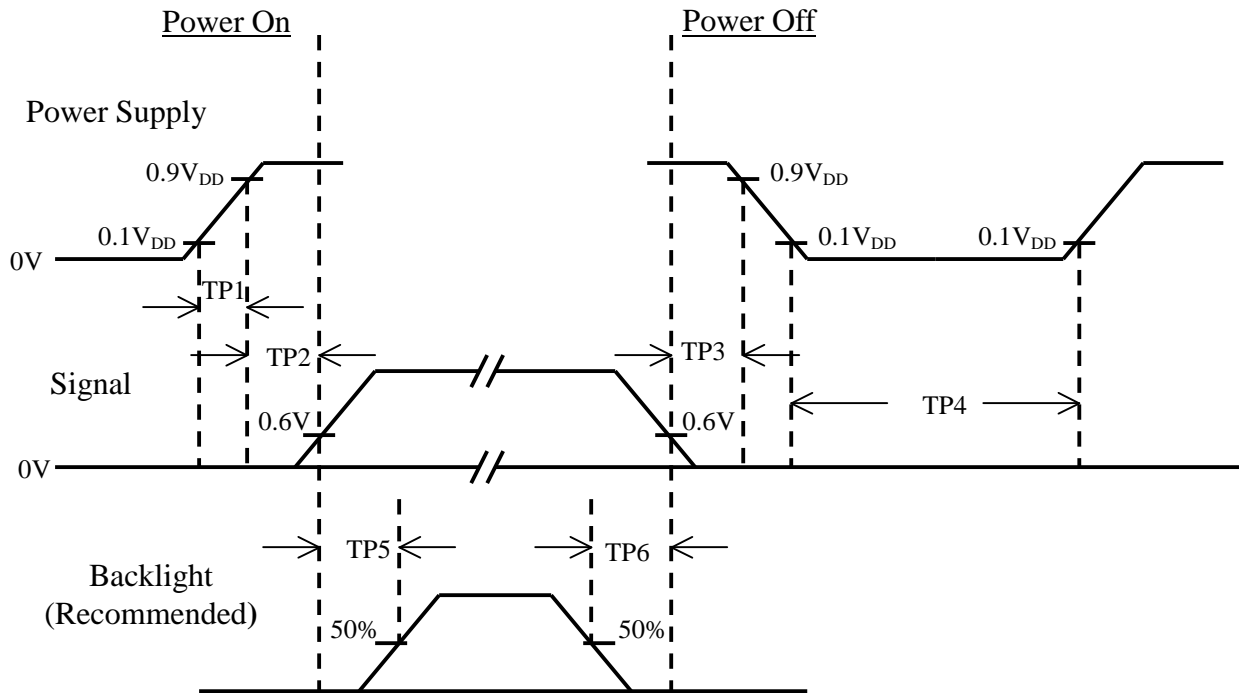 Power On
Power Off
Power Supply
0.9VDD
0.9VDD
0.1VDD
0.1VDD
0.1VDD
0V
TP1
TP2
TP3
Signal
TP4
0.6V
0.6V
0V
TP5
TP6
Backlight
(Recommended)
50%
50%